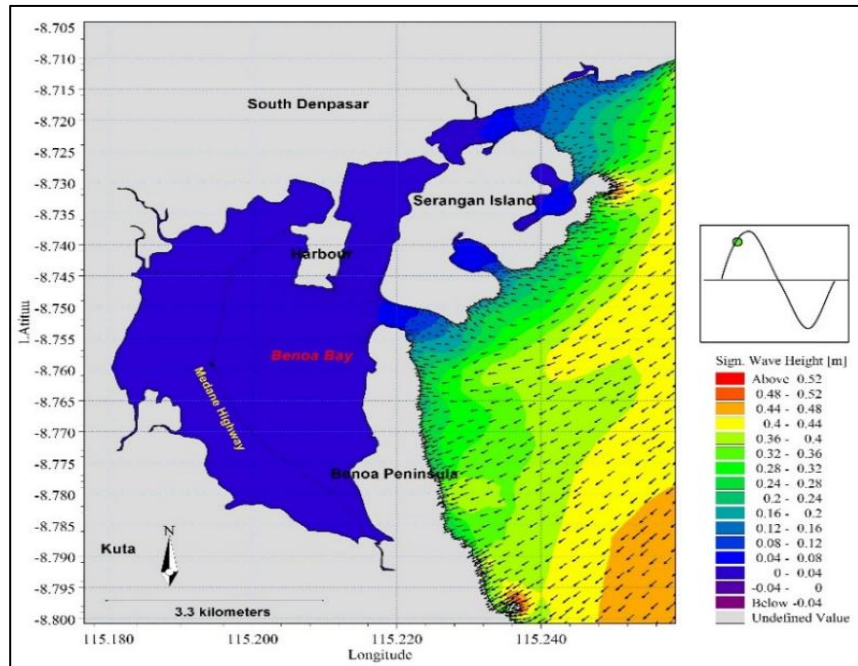 -8.705
-8.710
-8.715
-8.720
-8.725
-8.730
-8.735
-8.740
-8.745
-8.750
-8.755
-8.760
-8.765
-8.770
-8.775
-8.780
-8.785
-8.790
-8.795
-8.800
South Denpasar
Serangan Island
Harbour
Benoa Bay
Medane Highway
Benoa Peninsula
Kuta
N
3.3 kilometers
115.180
115.200
115.220
115.240
Longitude
Sign. Wave Height [m]
Above 0.52
0.48 - 0.52
0.44 - 0.48
0.4 - 0.44
0.36 - 0.4
0.32 - 0.36
0.28 - 0.32
0.24 - 0.28
0.2 - 0.24
0.16 - 0.2
0.12 - 0.16
0.08 - 0.12
0.04 - 0.08
0 - 0.04
-0.04 - 0
Below -0.04
Undefined Value